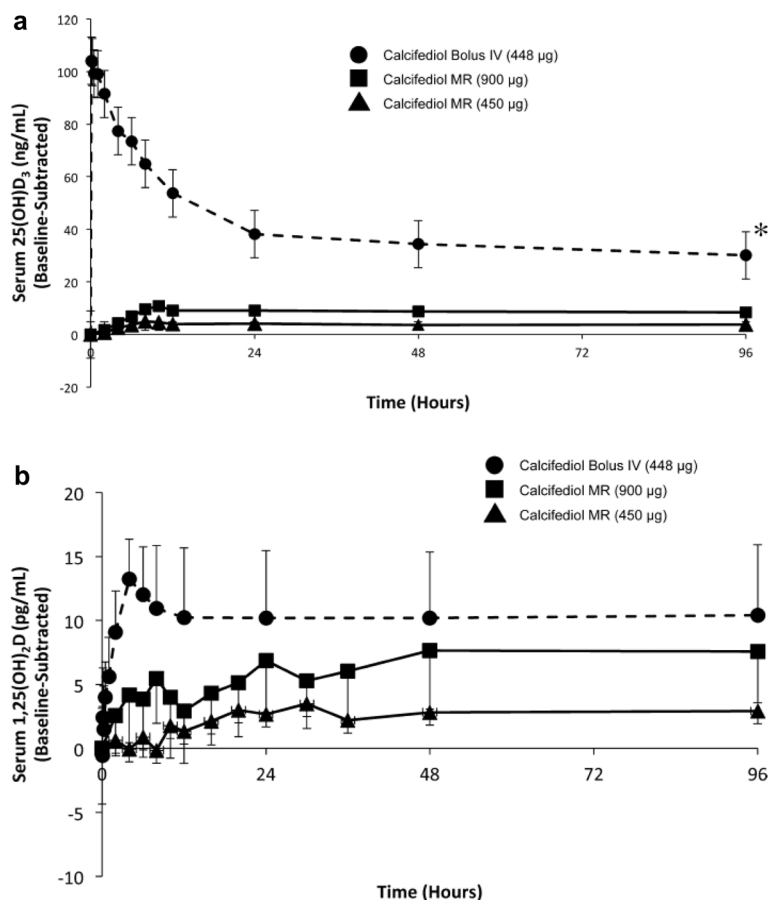 a
120
100
80
60
40
20
0
-20
Serum 25(OH)D₃ (ng/mL)
(Baseline-Subtracted)
Calcifediol Bolus IV (448 µg)
Calcifediol MR (900 µg)
Calcifediol MR (450 µg)
*
0 24 48 72 96
Time (Hours)
b
20
15
10
5
0
-5
-10
Serum 1,25(OH)₂D (pg/mL)
(Baseline-Subtracted)
Calcifediol Bolus IV (448 µg)
Calcifediol MR (900 µg)
Calcifediol MR (450 µg)
0 24 48 72 96
Time (Hours)